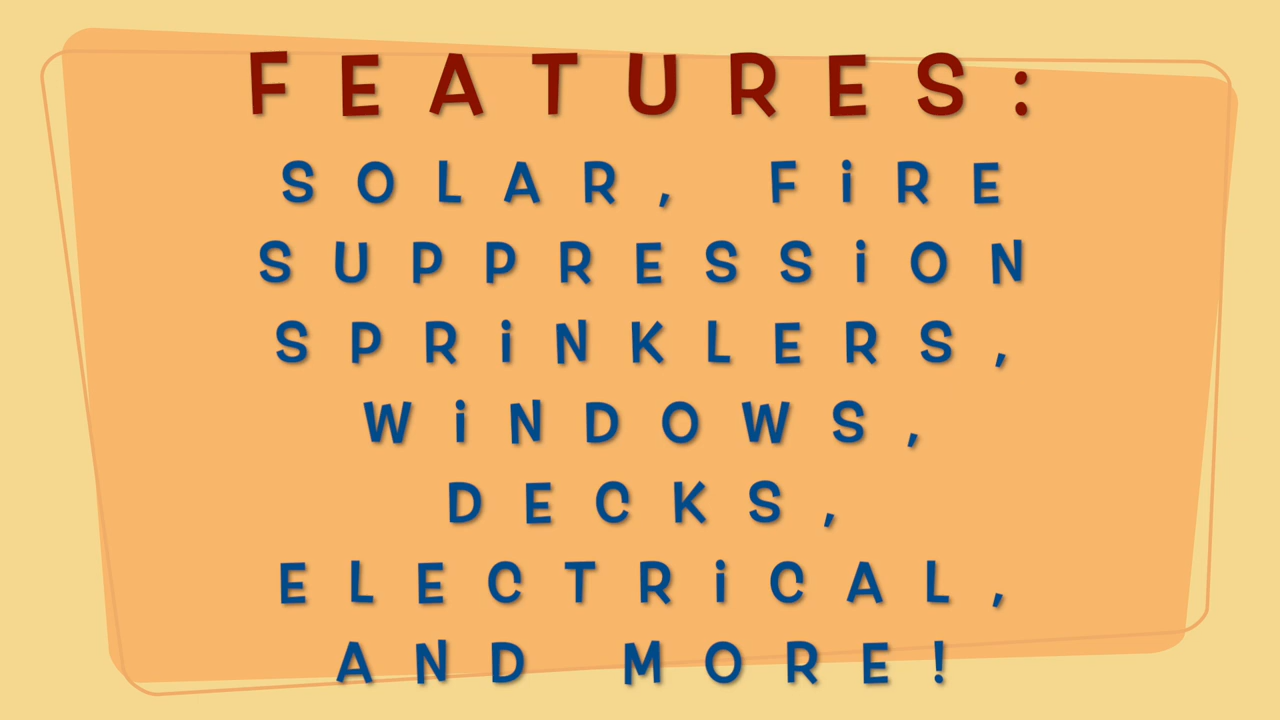 FEATURES:
SOLAR, FiRE
SUPPRESSiON
SPRiNKLERS,
WiNDOWS,
DECKS,
ELECTRiCAL,
AND MORE!